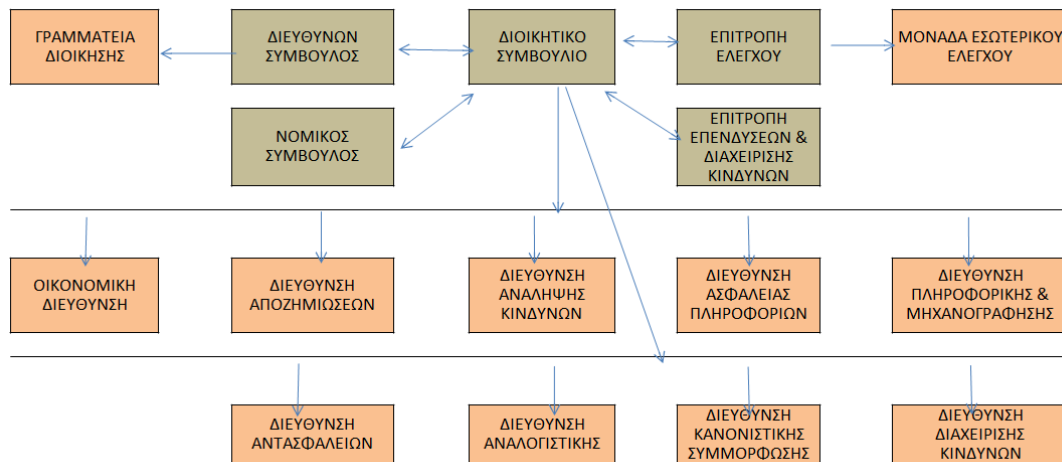 ΓΡΑΜΜΑΤΕΙΑ
ΔΙΟΙΚΗΣΗΣ
ΔΙΕΥΘΥΝΩΝ
ΣΥΜΒΟΥΛΟΣ
ΔΙΟΙΚΗΤΙΚΟ
ΣΥΜΒΟΥΛΙΟ
ΕΠΙΤΡΟΠΗ
ΕΛΕΓΧΟΥ
ΜΟΝΑΔΑ ΕΣΩΤΕΡΙΚΟΥ
ΕΛΕΓΧΟΥ
ΝΟΜΙΚΟΣ
ΣΥΜΒΟΥΛΟΣ
ΕΠΙΤΡΟΠΗ
ΕΠΕΝΔΥΣΕΩΝ &
ΔΙΑΧΕΙΡΙΣΗΣ
ΚΙΝΔΥΝΩΝ
ΟΙΚΟΝΟΜΙΚΗ
ΔΙΕΥΘΥΝΣΗ
ΔΙΕΥΘΥΝΣΗ
ΑΠΟΖΗΜΙΩΣΕΩΝ
ΔΙΕΥΘΥΝΣΗ
ΑΝΑΛΗΨΗΣ
ΚΙΝΔΥΝΩΝ
ΔΙΕΥΘΥΝΣΗ
ΑΣΦΑΛΕΙΑΣ
ΠΛΗΡΟΦΟΡΙΩΝ
ΔΙΕΥΘΥΝΣΗ
ΠΛΗΡΟΦΟΡΙΚΗΣ &
ΜΗΧΑΝΟΓΡΑΦΗΣΗΣ
ΔΙΕΥΘΥΝΣΗ
ΑΝΤΑΣΦΑΛΕΙΩΝ
ΔΙΕΥΘΥΝΣΗ
ΑΝΑΛΟΓΙΣΤΙΚΗΣ
ΔΙΕΥΘΥΝΣΗ
ΚΑΝΟΝΙΣΤΙΚΗΣ
ΣΥΜΜΟΡΦΩΣΗΣ
ΔΙΕΥΘΥΝΣΗ
ΔΙΑΧΕΙΡΙΣΗΣ
ΚΙΝΔΥΝΩΝ